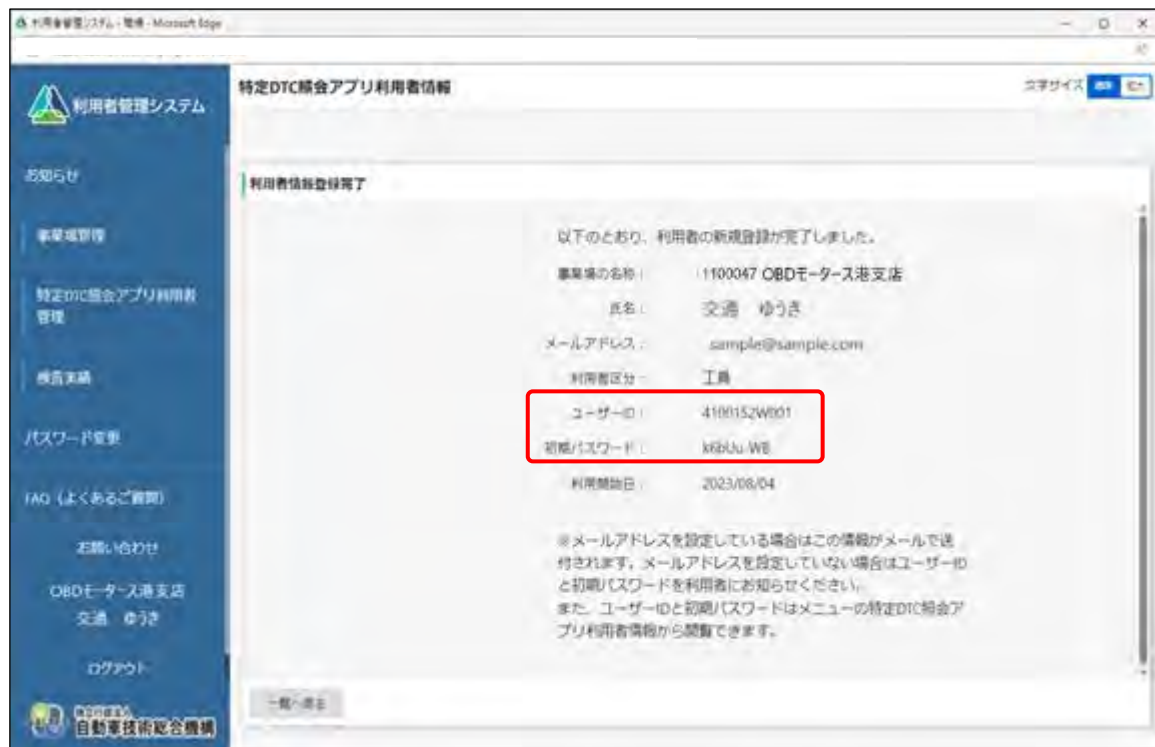 利用者管理システム - 職場 - Microsoft Edge
利用者管理システム
特定DTC照会アプリ利用者情報
文字サイズ
お知らせ
事業場管理
特定DTC照会アプリ利用者
管理
検査実績
パスワード変更
FAQ（よくあるご質問）
お問い合わせ
OBDモータース港支店
交通　ゆうき
ログアウト
自動車技術総合機構
利用者情報登録完了
以下のとおり、利用者の新規登録が完了しました。
事業場の名称： 1100047 OBDモータース港支店
氏名： 交通　ゆうき
メールアドレス： sample@sample.com
利用者区分： 工員
ユーザーID： 4100152W001
初期パスワード： k6bUu-W8
利用開始日： 2023/08/04
※メールアドレスを設定している場合はこの情報がメールで送
付されます。メールアドレスを設定していない場合はユーザーID
と初期パスワードを利用者にお知らせください。
また、ユーザーIDと初期パスワードはメニューの特定DTC照会ア
プリ利用者情報から閲覧できます。
一覧へ戻る